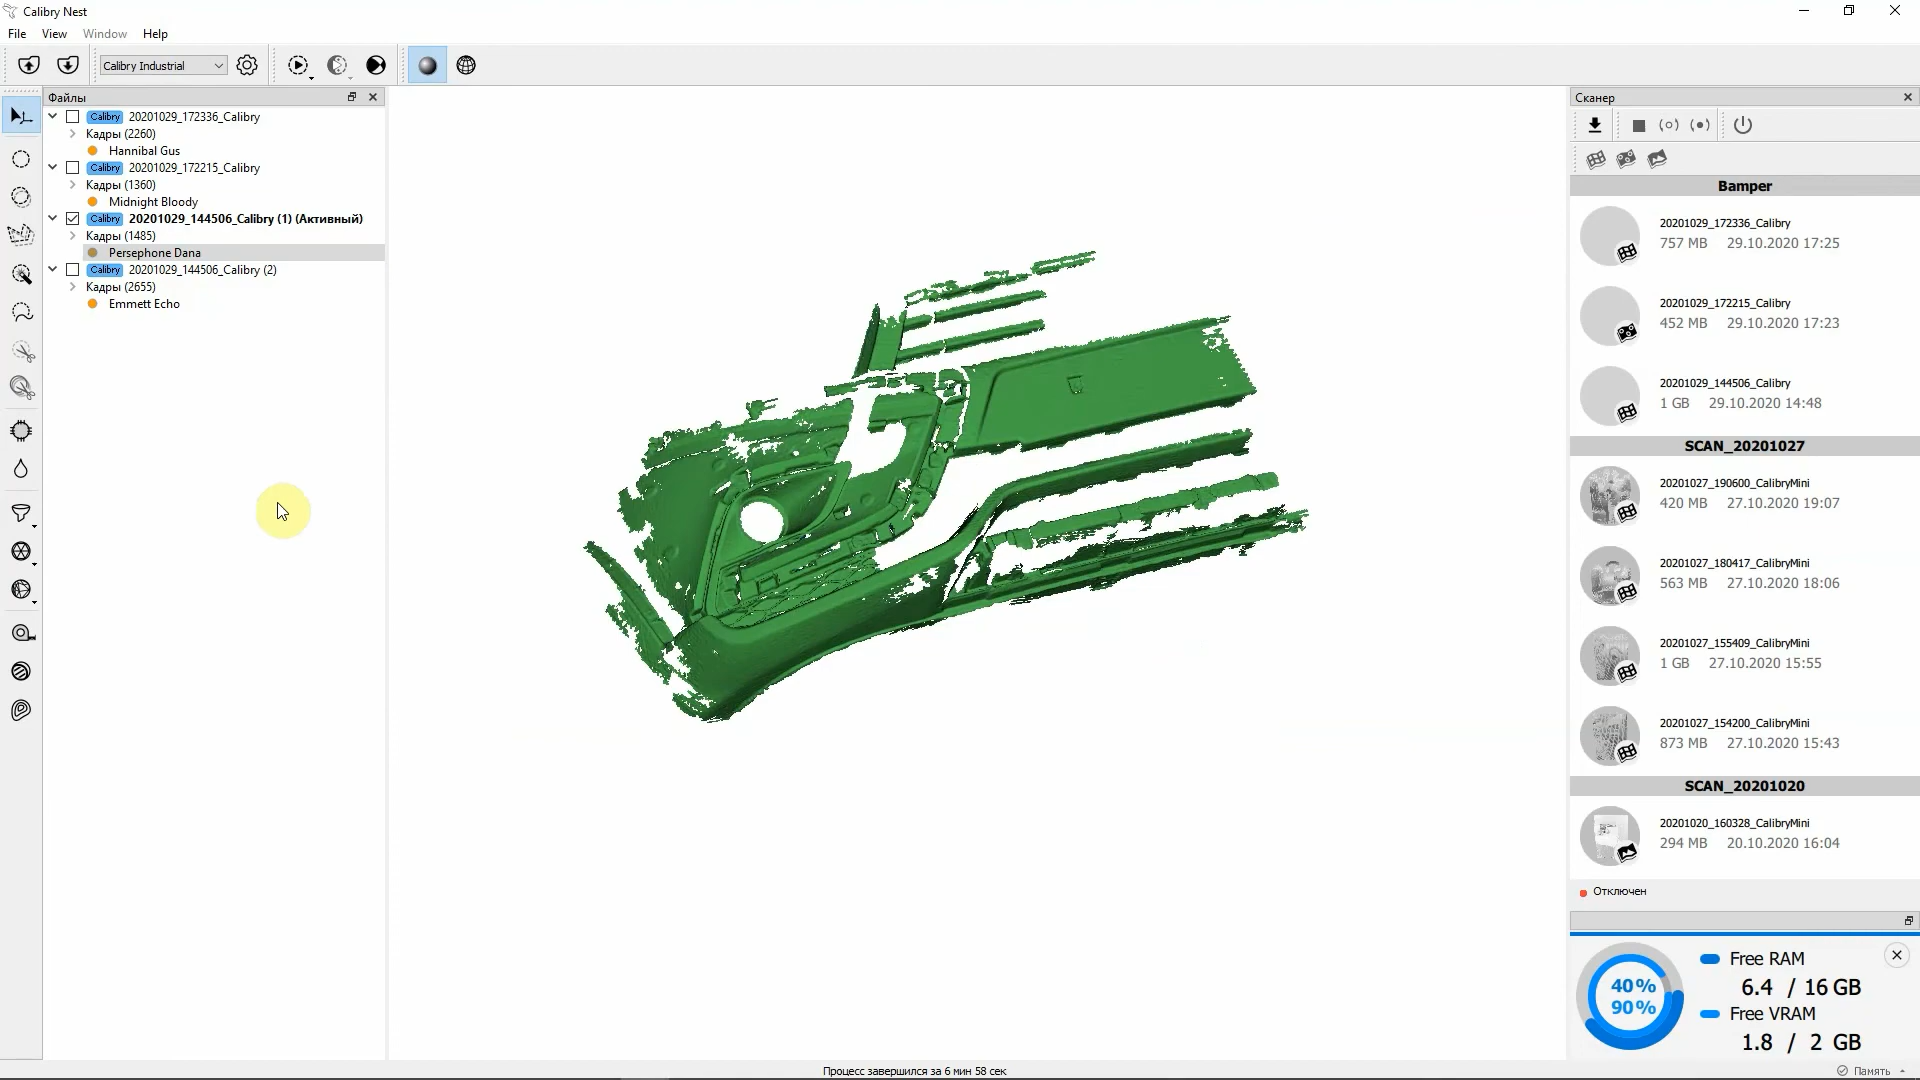 Calibry Nest
File View Window Help
Calibry Industrial
Файлы
Calibry 20201029_172336_Calibry
Кадры (2260)
Hannibal Gus
Calibry 20201029_172215_Calibry
Кадры (1360)
Midnight Bloody
Calibry 20201029_144506_Calibry (1) (Активный)
Кадры (1485)
Persephone Dana
Calibry 20201029_144506_Calibry (2)
Кадры (2655)
Emmett Echo
Сканер
Bamper
20201029_172336_Calibry
757 MB 29.10.2020 17:25
20201029_172215_Calibry
452 MB 29.10.2020 17:23
20201029_144506_Calibry
1 GB 29.10.2020 14:48
SCAN_20201027
20201027_190600_CalibryMini
420 MB 27.10.2020 19:07
20201027_180417_CalibryMini
563 MB 27.10.2020 18:06
20201027_155409_CalibryMini
1 GB 27.10.2020 15:55
20201027_154200_CalibryMini
873 MB 27.10.2020 15:43
SCAN_20201020
20201020_160328_CalibryMini
294 MB 20.10.2020 16:04
Отключен
40%
90%
Free RAM
6.4 / 16 GB
Free VRAM
1.8 / 2 GB
Процесс завершился за 6 мин 58 сек
Память